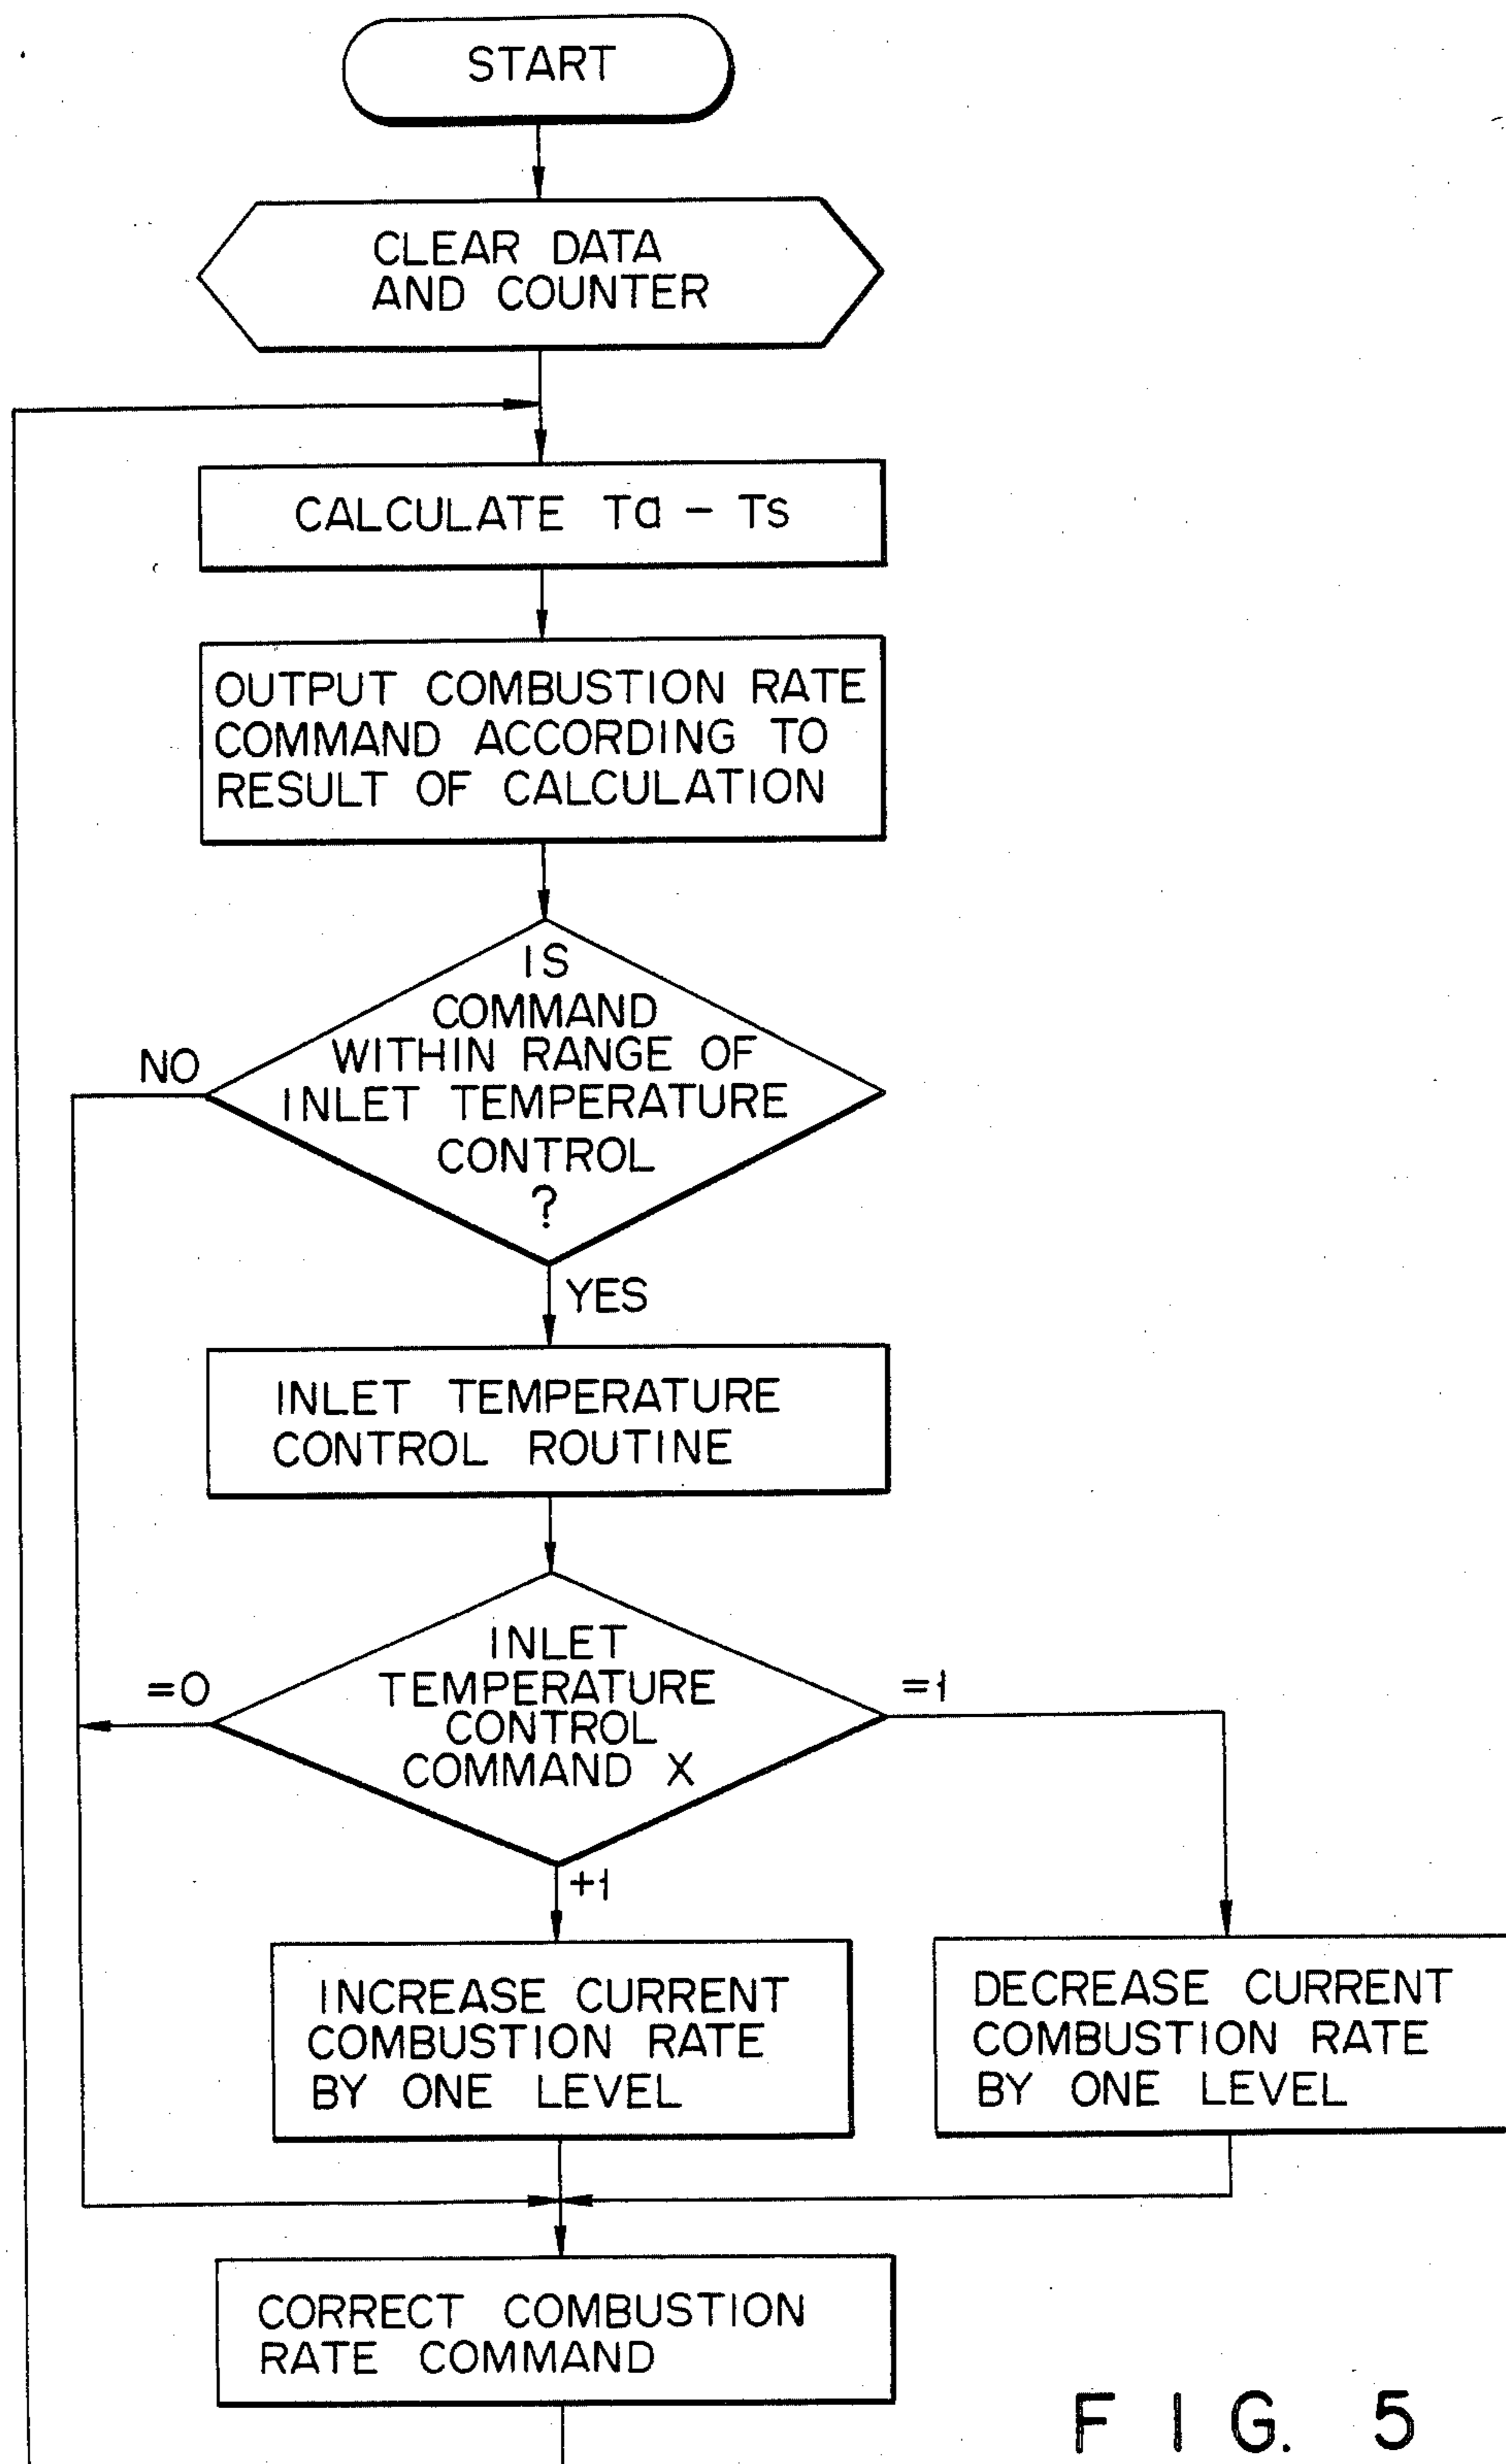 START
CLEAR DATA
AND COUNTER
CALCULATE Ta - Ts
OUTPUT COMBUSTION RATE
COMMAND ACCORDING TO
RESULT OF CALCULATION
IS
COMMAND
WITHIN RANGE OF
INLET TEMPERATURE
CONTROL
?
NO
YES
INLET TEMPERATURE
CONTROL ROUTINE
INLET
TEMPERATURE
CONTROL
COMMAND X
=0
=1
+1
INCREASE CURRENT
COMBUSTION RATE
BY ONE LEVEL
DECREASE CURRENT
COMBUSTION RATE
BY ONE LEVEL
CORRECT COMBUSTION
RATE COMMAND
FIG. 5